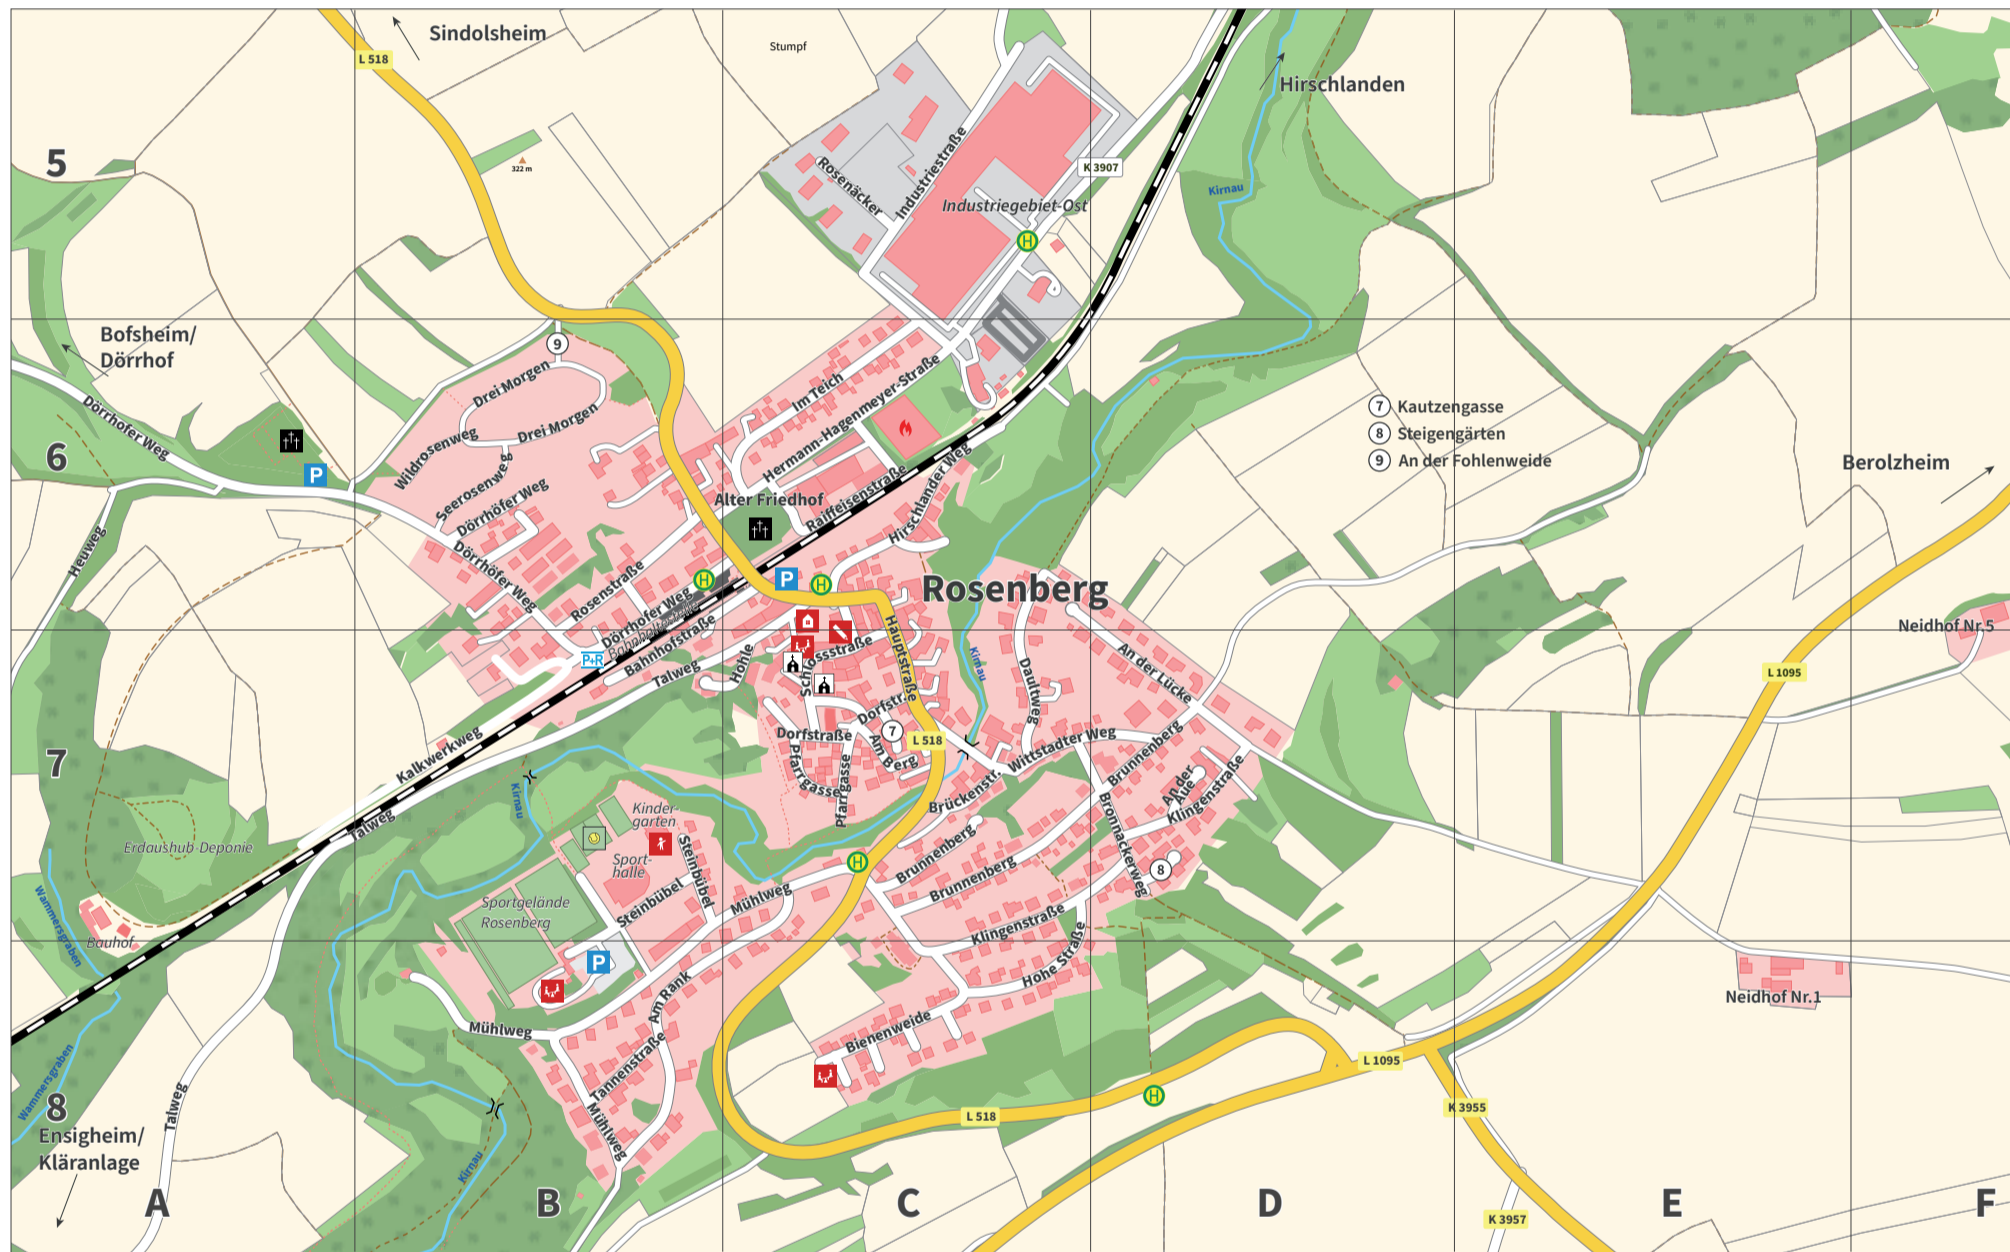 Sindolsheim
Stumpf
L 518
Hirschlanden
5
322 m
Rosenäcker
Industriestraße
K 3907
Industriegebiet-Ost
Kirnau
H
Bofsheim/
Dörrhof
9
Drei Morgen
Drei Morgen
Im Teich
Hermann-Hagenmeyer-Straße
Dörrhofer Weg
Wildrosenweg
7 Kautzengasse
8 Steigengärten
9 An der Fohlenweide
6
P
Berolzheim
Seerosenweg
Dörrhöfer Weg
Alter Friedhof
Raiffeisenstraße
Hirschlander Weg
Heuweg
Dörrhöfer Weg
Rosenstraße
H
P
H
Rosenberg
Dörrhofer Weg
Bahnhaltestelle
Bahnhofstraße
P+R
Talweg
Höhle
Schlossstraße
Hauptstraße
Kirnau
Daultweg
An der Lücke
Neidhof Nr.5
L 1095
Dorfstr.
7
Dorfstraße
Am Berg
L 518
Wittstadter Weg
Pfarrgasse
Pfarrgasse
Brunnenberg
7
Kalkwerkweg
Kirnau
Talweg
Brückenstr.
An der
Aue
Klingenstraße
Kinder-
garten
Steinbübel
Sport-
halle
Erdaushub-Deponie
H
Brunnenberg
Brunnenberg
Bronnackerweg
8
Wammersgraben
Sportgelände
Rosenberg
Steinbübel
Mühlweg
Klingenstraße
Bauhof
P
Hohe Straße
Neidhof Nr.1
Mühlweg
Am Rank
Bienenweide
Tannenstraße
L 1095
Wammersgraben
8
Talweg
Mühlweg
L 518
H
K 3955
Ensigheim/
Kläranlage
Kirnau
K 3957
A
B
C
D
E
F